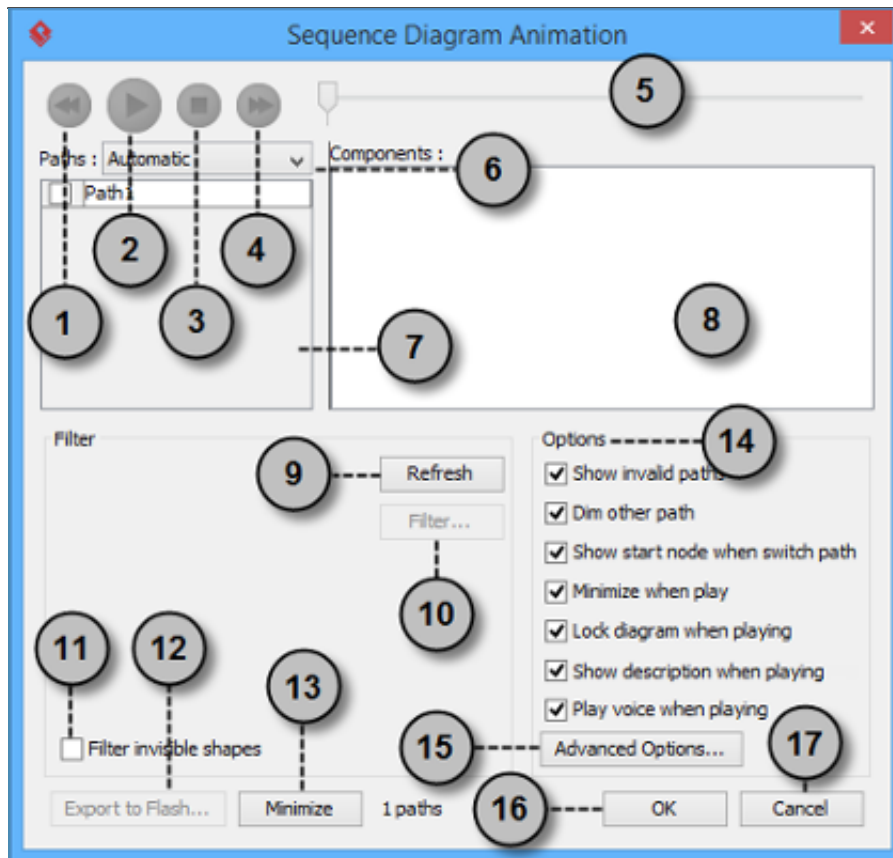 Sequence Diagram Animation
5
Paths : Automatic
Components :
6
Path1
1
2
3
4
7
8
Filter
Options
14
9
Refresh
Show invalid paths
Filter...
Dim other path
Show start node when switch path
10
Minimize when play
11
12
Lock diagram when playing
13
Show description when playing
Play voice when playing
Filter invisible shapes
15
Advanced Options...
17
Export to Flash...
Minimize
1 paths
16
OK
Cancel